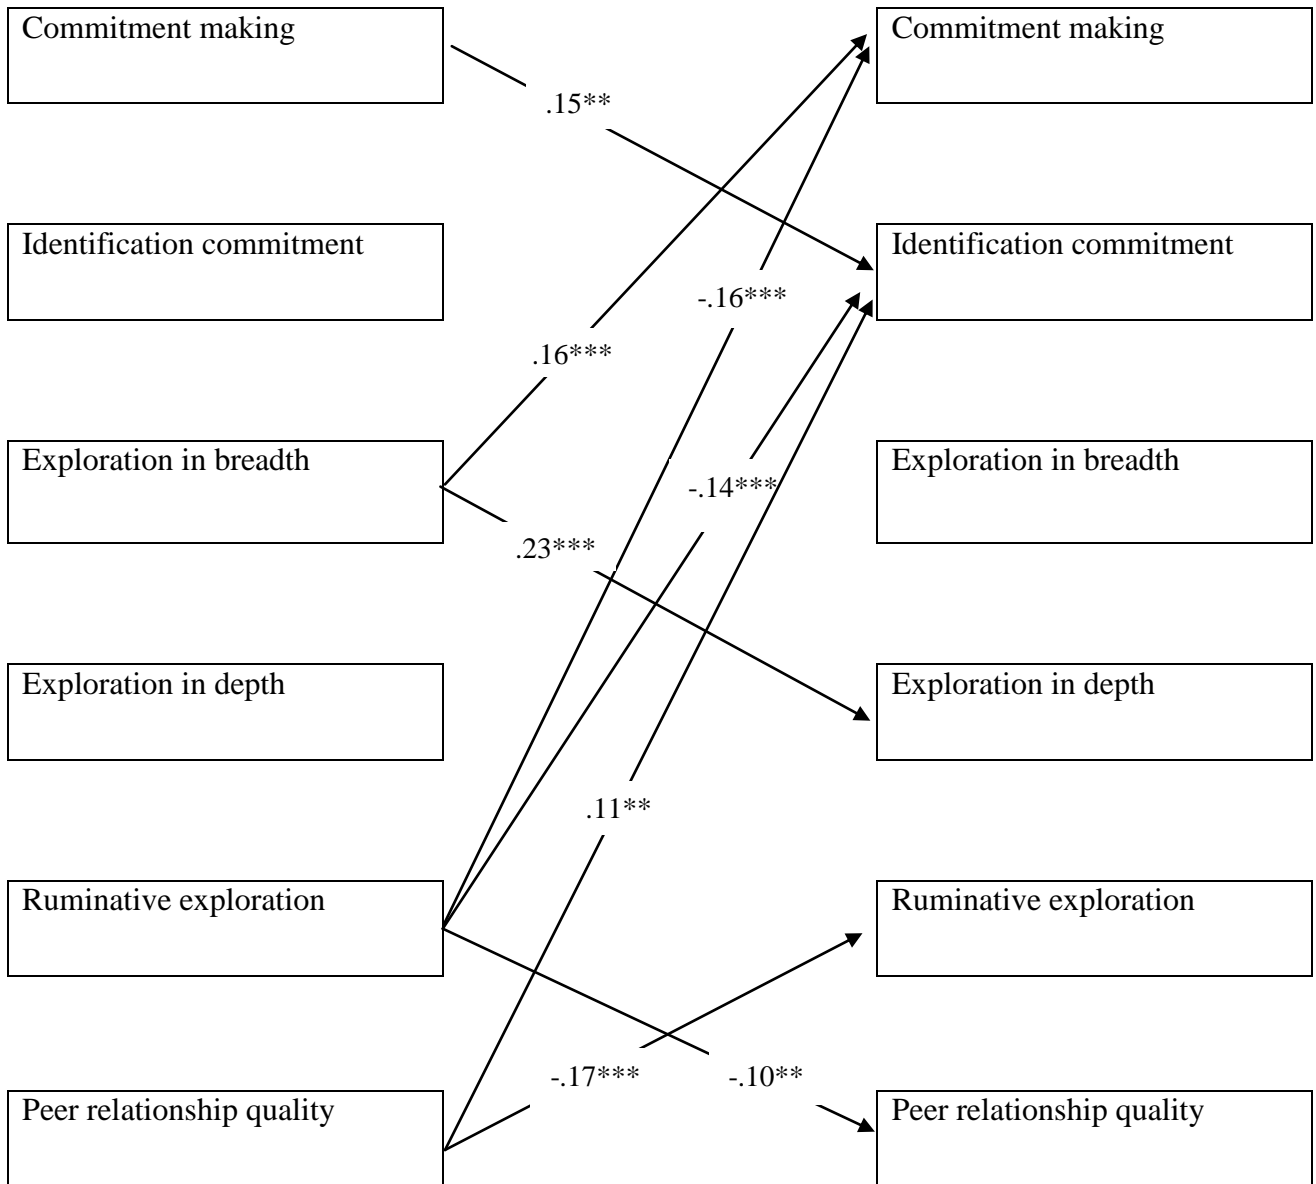 Commitment making
Commitment making
.15**
Identification commitment
Identification commitment
-.16***
.16***
Exploration in breadth
Exploration in breadth
-.14***
.23***
Exploration in depth
Exploration in depth
.11**
Ruminative exploration
Ruminative exploration
-.17***
-.10**
Peer relationship quality
Peer relationship quality